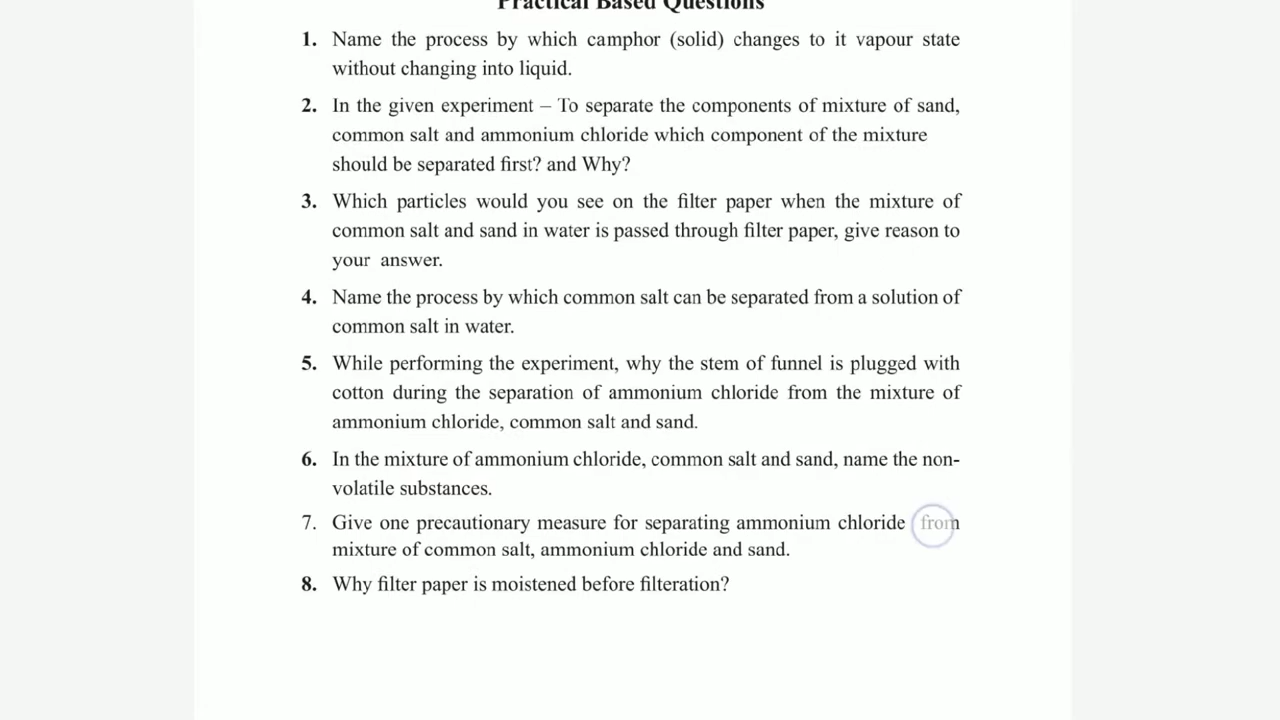 Practical Based Questions
1. Name the process by which camphor (solid) changes to it vapour state
without changing into liquid.
2. In the given experiment – To separate the components of mixture of sand,
common salt and ammonium chloride which component of the mixture
should be separated first? and Why?
3. Which particles would you see on the filter paper when the mixture of
common salt and sand in water is passed through filter paper, give reason to
your answer.
4. Name the process by which common salt can be separated from a solution of
common salt in water.
5. While performing the experiment, why the stem of funnel is plugged with
cotton during the separation of ammonium chloride from the mixture of
ammonium chloride, common salt and sand.
6. In the mixture of ammonium chloride, common salt and sand, name the non-
volatile substances.
7. Give one precautionary measure for separating ammonium chloride from
mixture of common salt, ammonium chloride and sand.
8. Why filter paper is moistened before filteration?